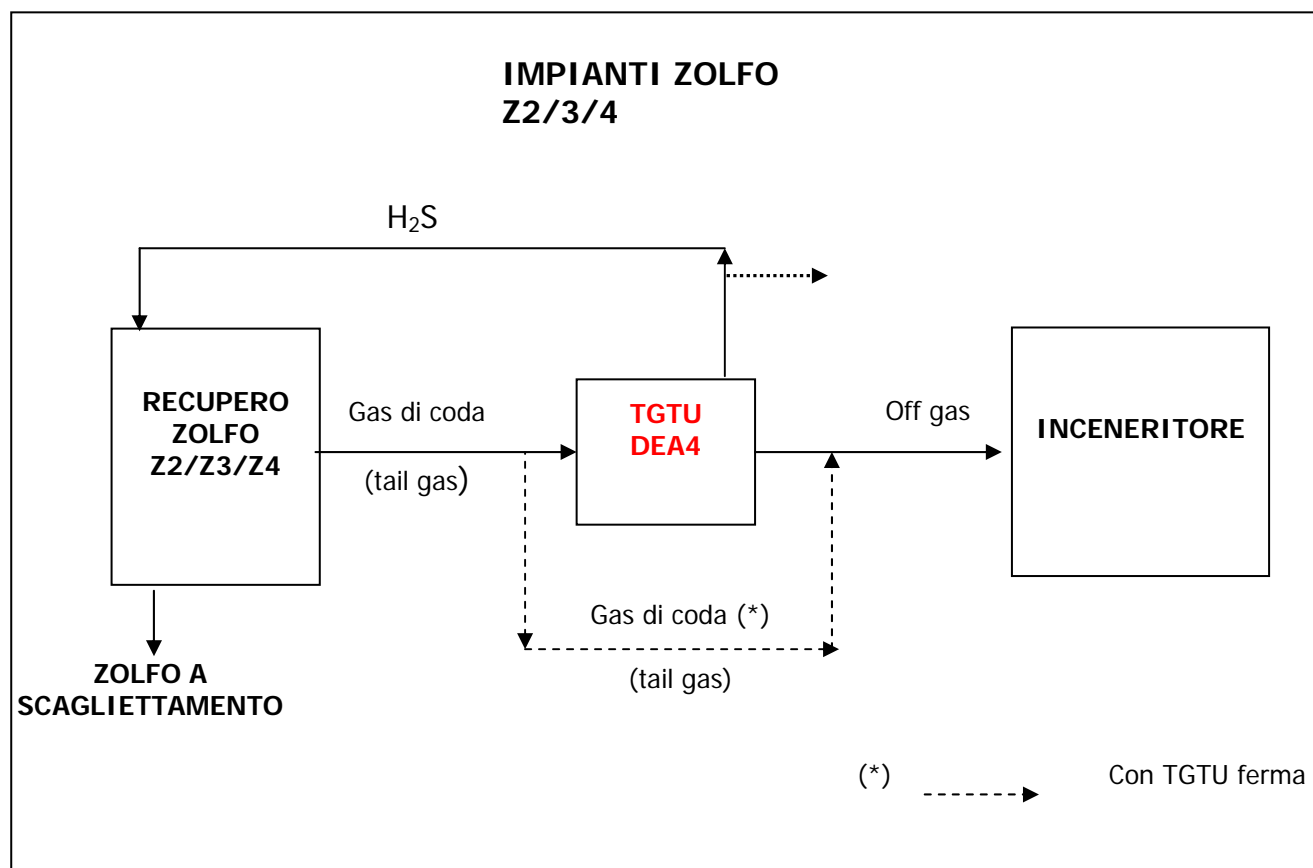 IMPIANTI ZOLFO
Z2/3/4
H₂S
RECUPERO
ZOLFO
Z2/Z3/Z4
Gas di coda
(tail gas)
TGTU
DEA4
Off gas
INCENERITORE
Gas di coda (*)
(tail gas)
ZOLFO A
SCAGLIETTAMENTO
(*) Con TGTU ferma